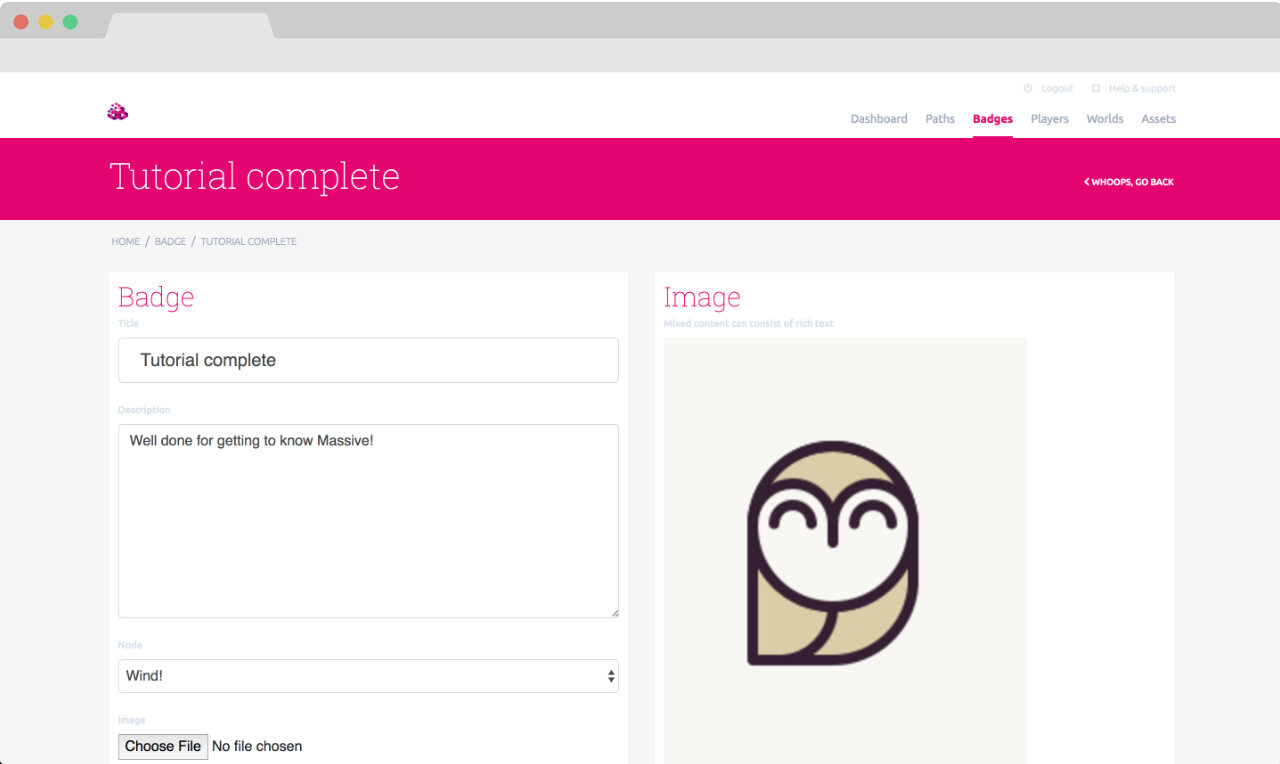 Logout Help & support
Dashboard Paths Badges Players Worlds Assets
Tutorial complete
WHOOPS, GO BACK
HOME / BADGE / TUTORIAL COMPLETE
Badge
Title
Tutorial complete
Description
Well done for getting to know Massive!
Node
Wind!
Image
Choose File No file chosen
Image
Mixed content can consist of rich text